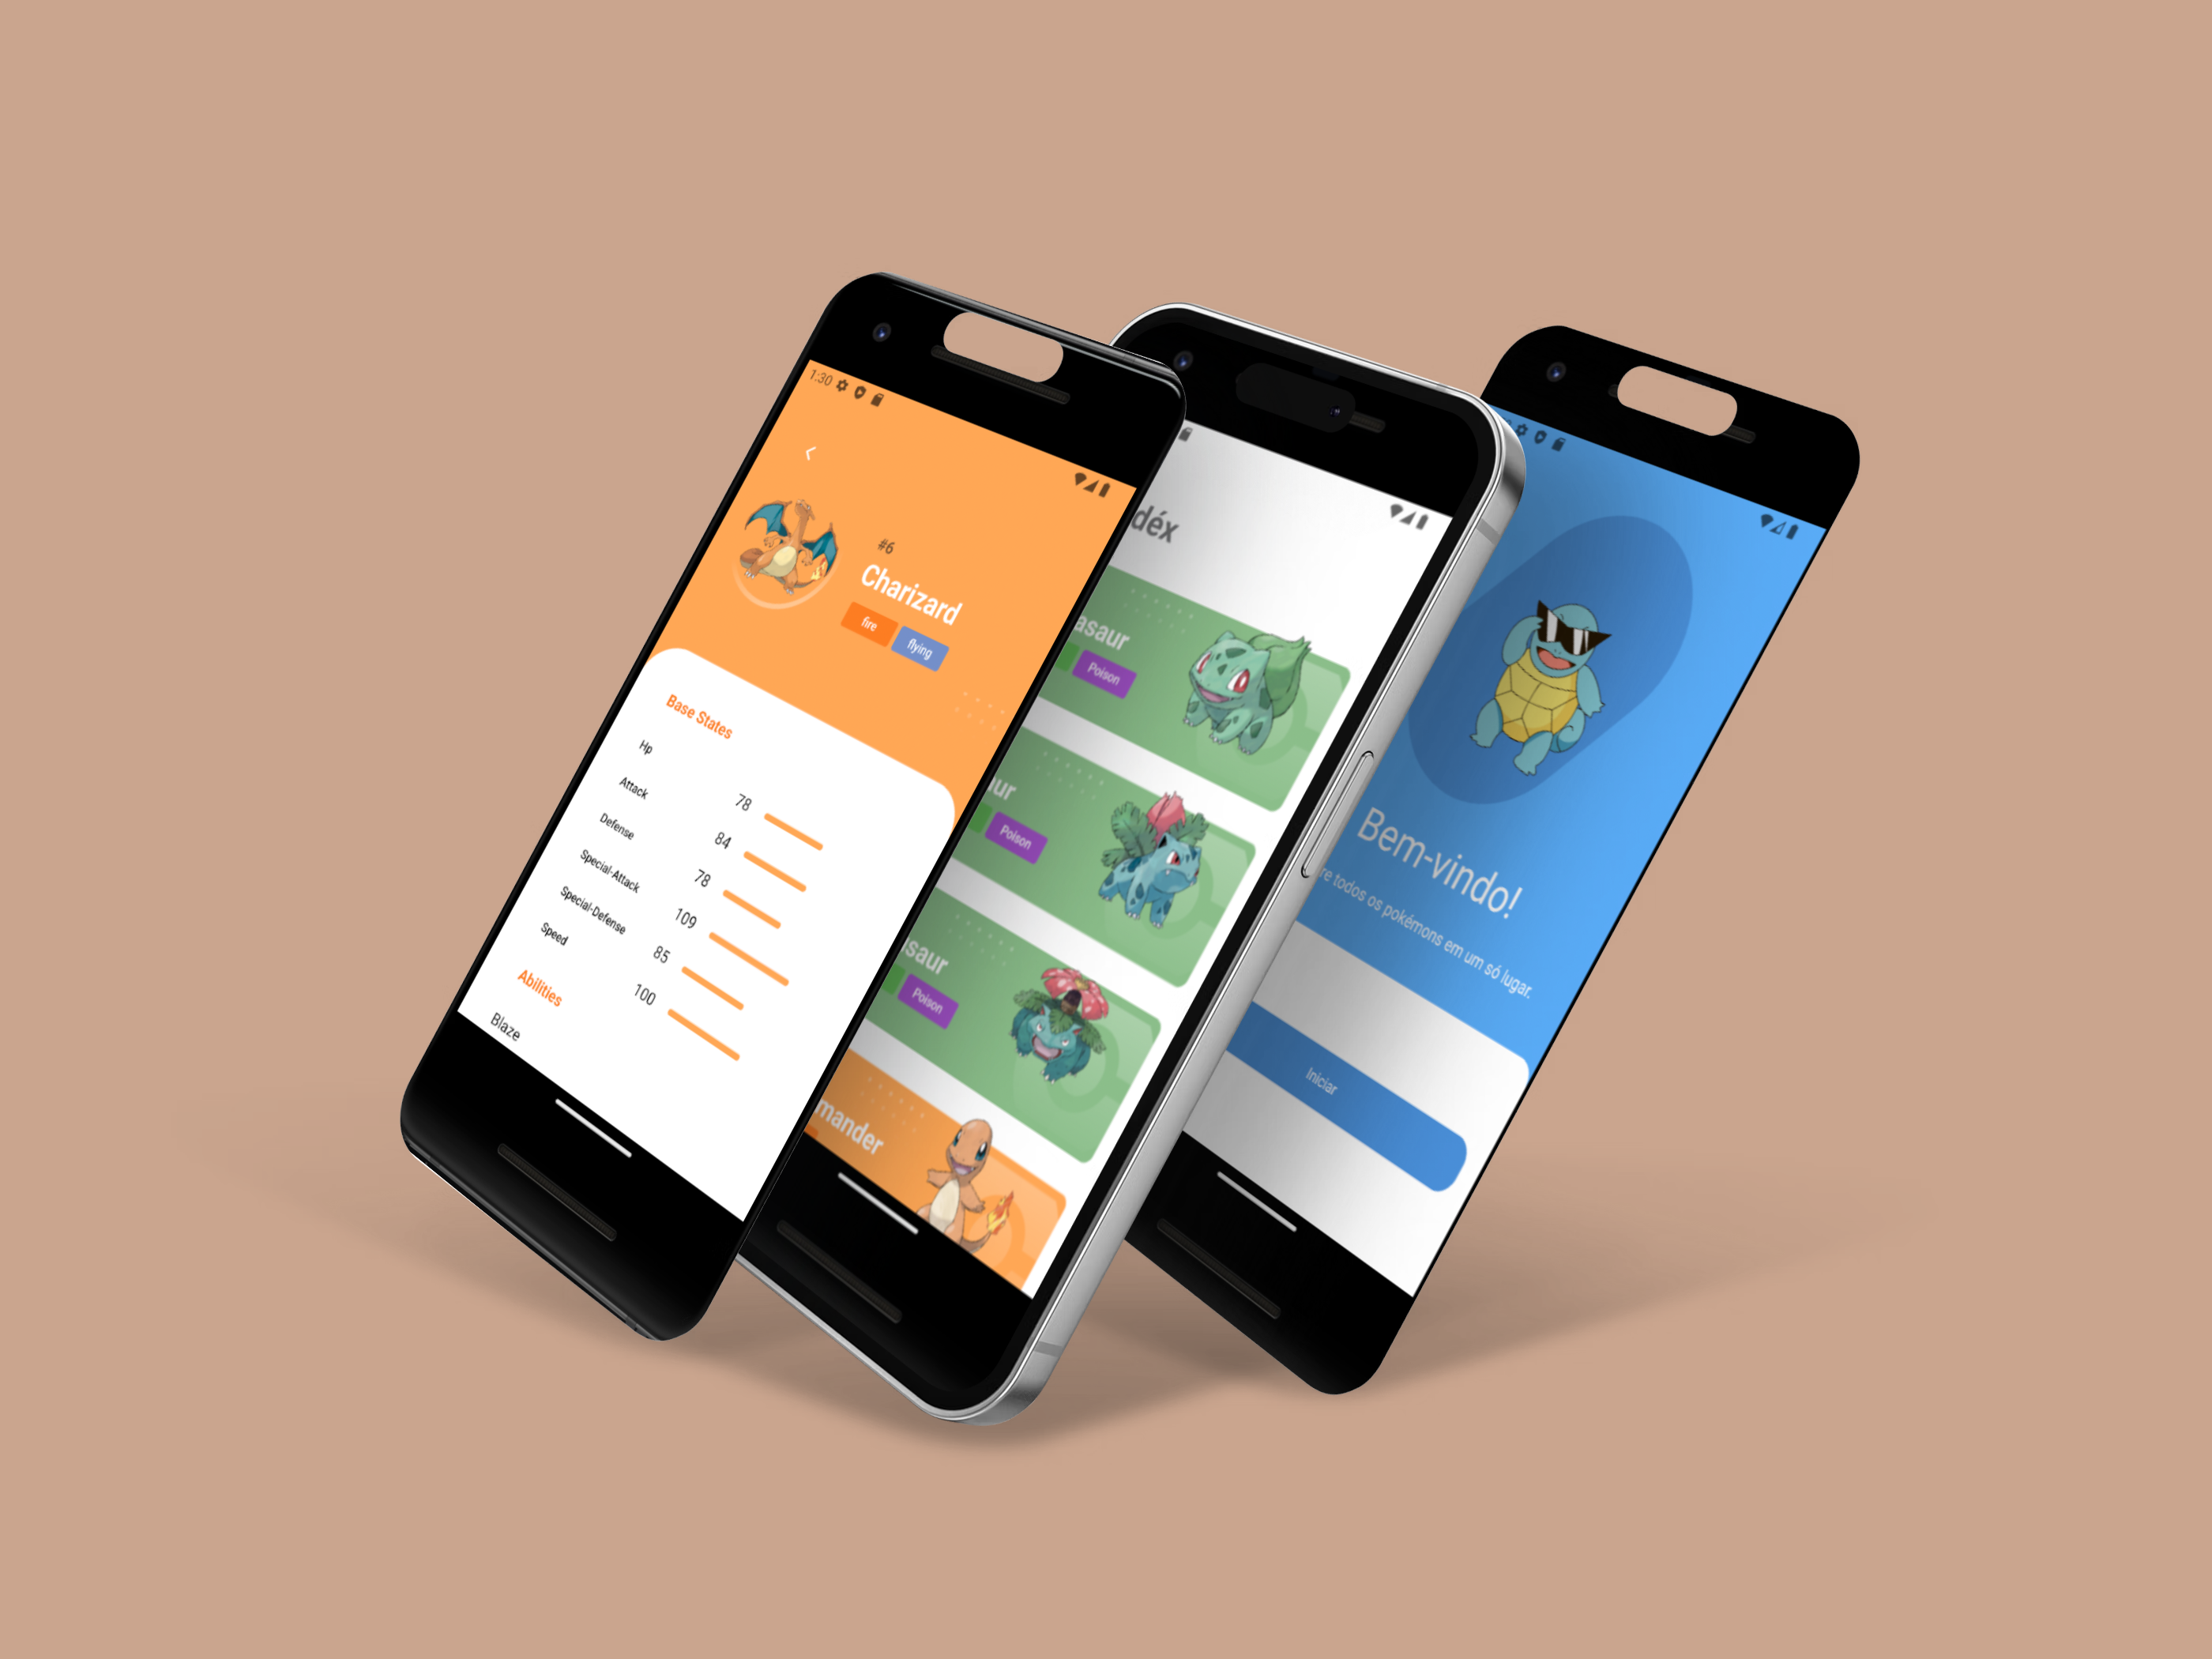 1:30
#6
Charizard
fire
flying
Base States
Hp
78
Attack
84
Defense
78
Special-Attack
109
Special-Defense
85
Speed
100
Abilities
Blaze
déx
asaur
Poison
ur
Poison
saur
Poison
mander
Bem-vindo!
re todos os pokémons em um só lugar.
Iniciar